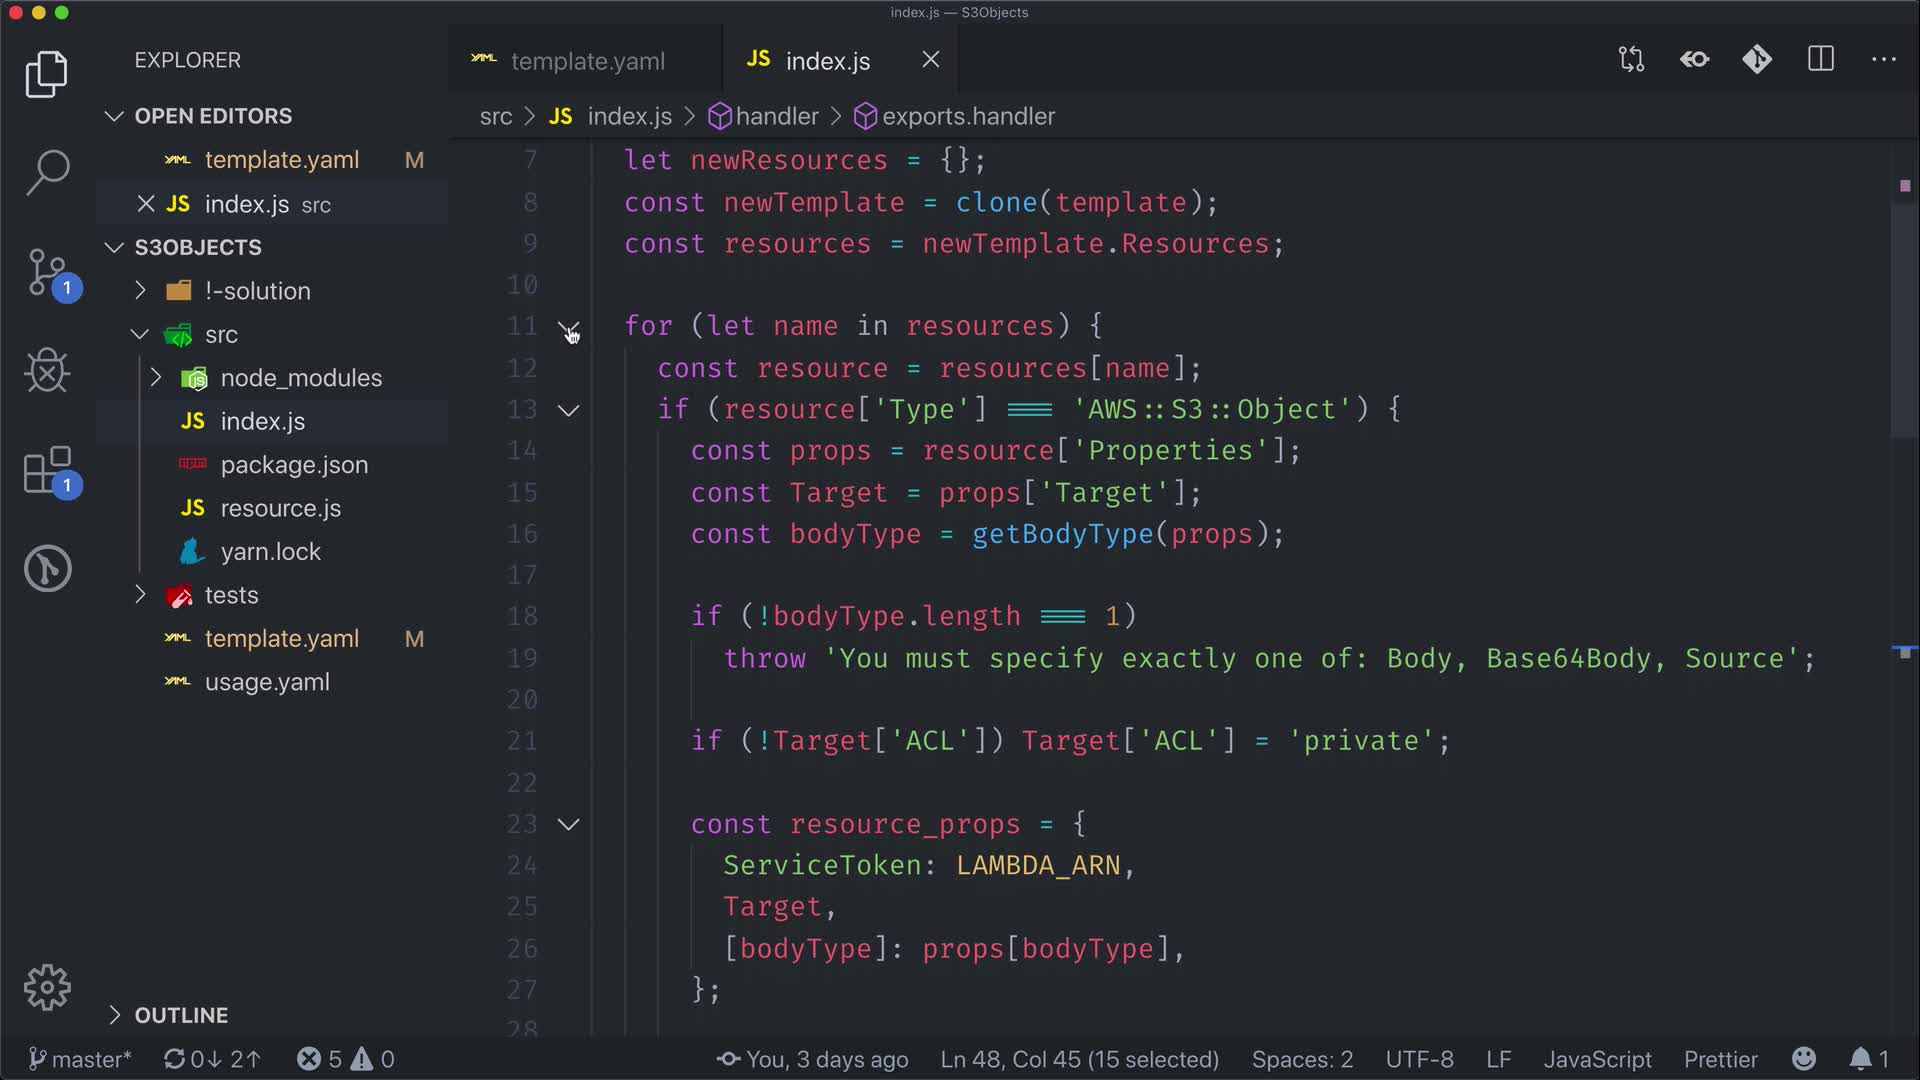 index.js — S3Objects
EXPLORER
OPEN EDITORS
YAML template.yaml M
JS index.js src
S3OBJECTS
!-solution
src
JS node_modules
JS index.js
npm package.json
JS resource.js
yarn.lock
tests
YAML template.yaml M
YAML usage.yaml
OUTLINE
1
1
YAML template.yaml
JS index.js
src > JS index.js > handler > exports.handler
7 let newResources = {};
8 const newTemplate = clone(template);
9 const resources = newTemplate.Resources;
10
11 for (let name in resources) {
12 const resource = resources[name];
13 if (resource['Type'] === 'AWS::S3::Object') {
14 const props = resource['Properties'];
15 const Target = props['Target'];
16 const bodyType = getBodyType(props);
17
18 if (!bodyType.length === 1)
19 throw 'You must specify exactly one of: Body, Base64Body, Source';
20
21 if (!Target['ACL']) Target['ACL'] = 'private';
22
23 const resource_props = {
24 ServiceToken: LAMBDA_ARN,
25 Target,
26 [bodyType]: props[bodyType],
27 };
28
master* 0↓ 2↑ 5 0 You, 3 days ago Ln 48, Col 45 (15 selected) Spaces: 2 UTF-8 LF JavaScript Prettier 1